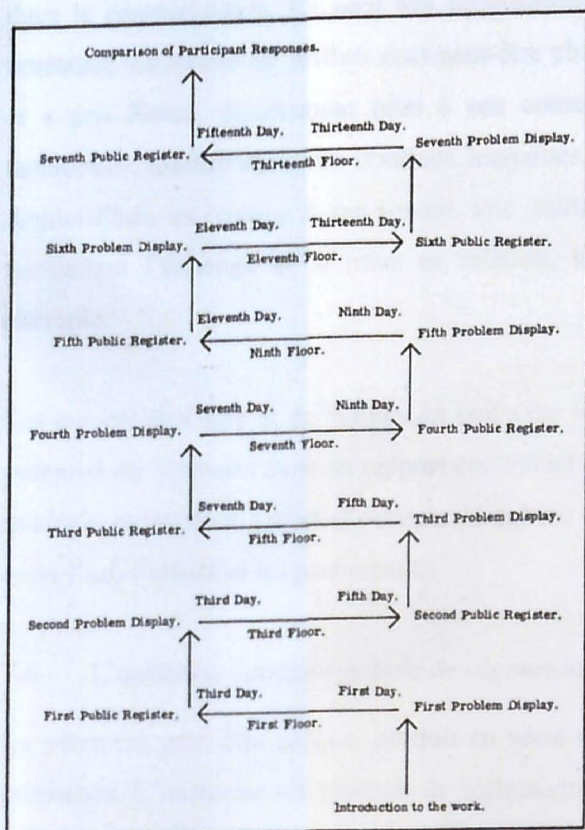 Comparison of Participant Responses.
Fifteenth Day. Thirteenth Day.
Seventh Public Register. Seventh Problem Display.
Thirteenth Floor.
Eleventh Day. Thirteenth Day.
Sixth Problem Display. Sixth Public Register.
Eleventh Floor.
Eleventh Day. Ninth Day.
Fifth Public Register. Fifth Problem Display.
Ninth Floor.
Seventh Day. Ninth Day.
Fourth Problem Display. Fourth Public Register.
Seventh Floor.
Seventh Day. Fifth Day.
Third Public Register. Third Problem Display.
Fifth Floor.
Third Day. Fifth Day.
Second Problem Display. Second Public Register.
Third Floor.
Third Day. First Day.
First Public Register. First Problem Display.
First Floor.
Introduction to the work.